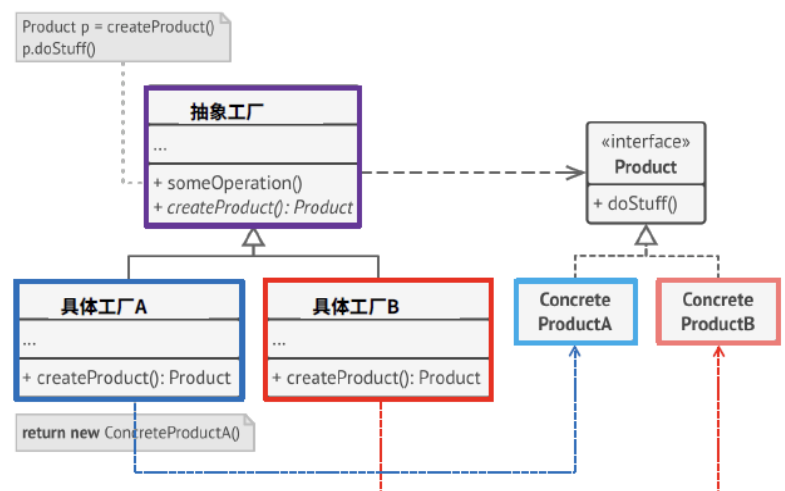 Product p = createProduct()
p.doStuff()
抽象工厂
...
+ someOperation()
+ createProduct(): Product
«interface»
Product
+ doStuff()
具体工厂A
...
+ createProduct(): Product
具体工厂B
...
+ createProduct(): Product
Concrete
ProductA
Concrete
ProductB
return new ConcreteProductA()